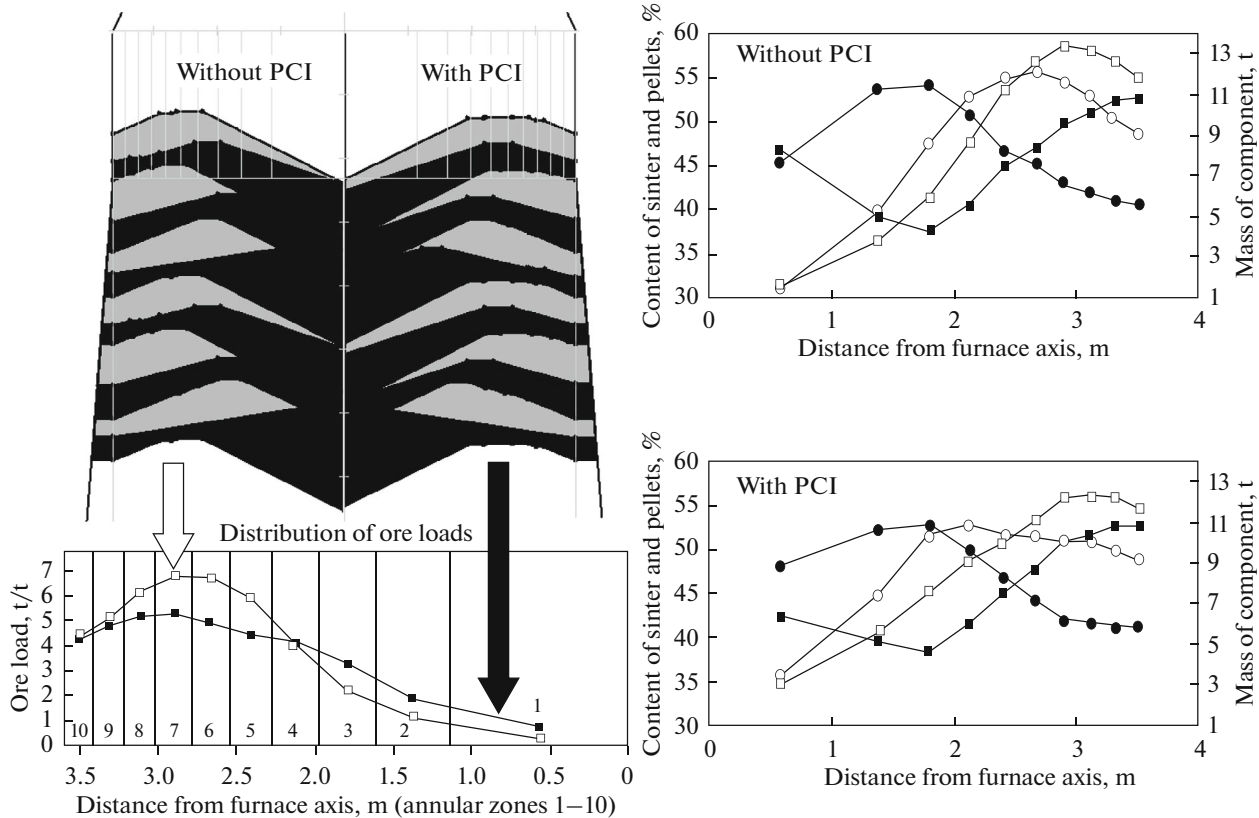 Without PCI
With PCI
Distribution of ore loads
Ore load, t/t
7
6
5
4
3
2
1
0
10 9 8 7 6 5 4 3 2 1
3.5 3.0 2.5 2.0 1.5 1.0 0.5 0
Distance from furnace axis, m (annular zones 1–10)
Content of sinter and pellets, %
60
55
50
45
40
35
30
Without PCI
13
11
9
7
5
3
1
Mass of component, t
0 1 2 3 4
Distance from furnace axis, m
Content of sinter and pellets, %
60
55
50
45
40
35
30
With PCI
13
11
9
7
5
3
1
Mass of component, t
0 1 2 3 4
Distance from furnace axis, m